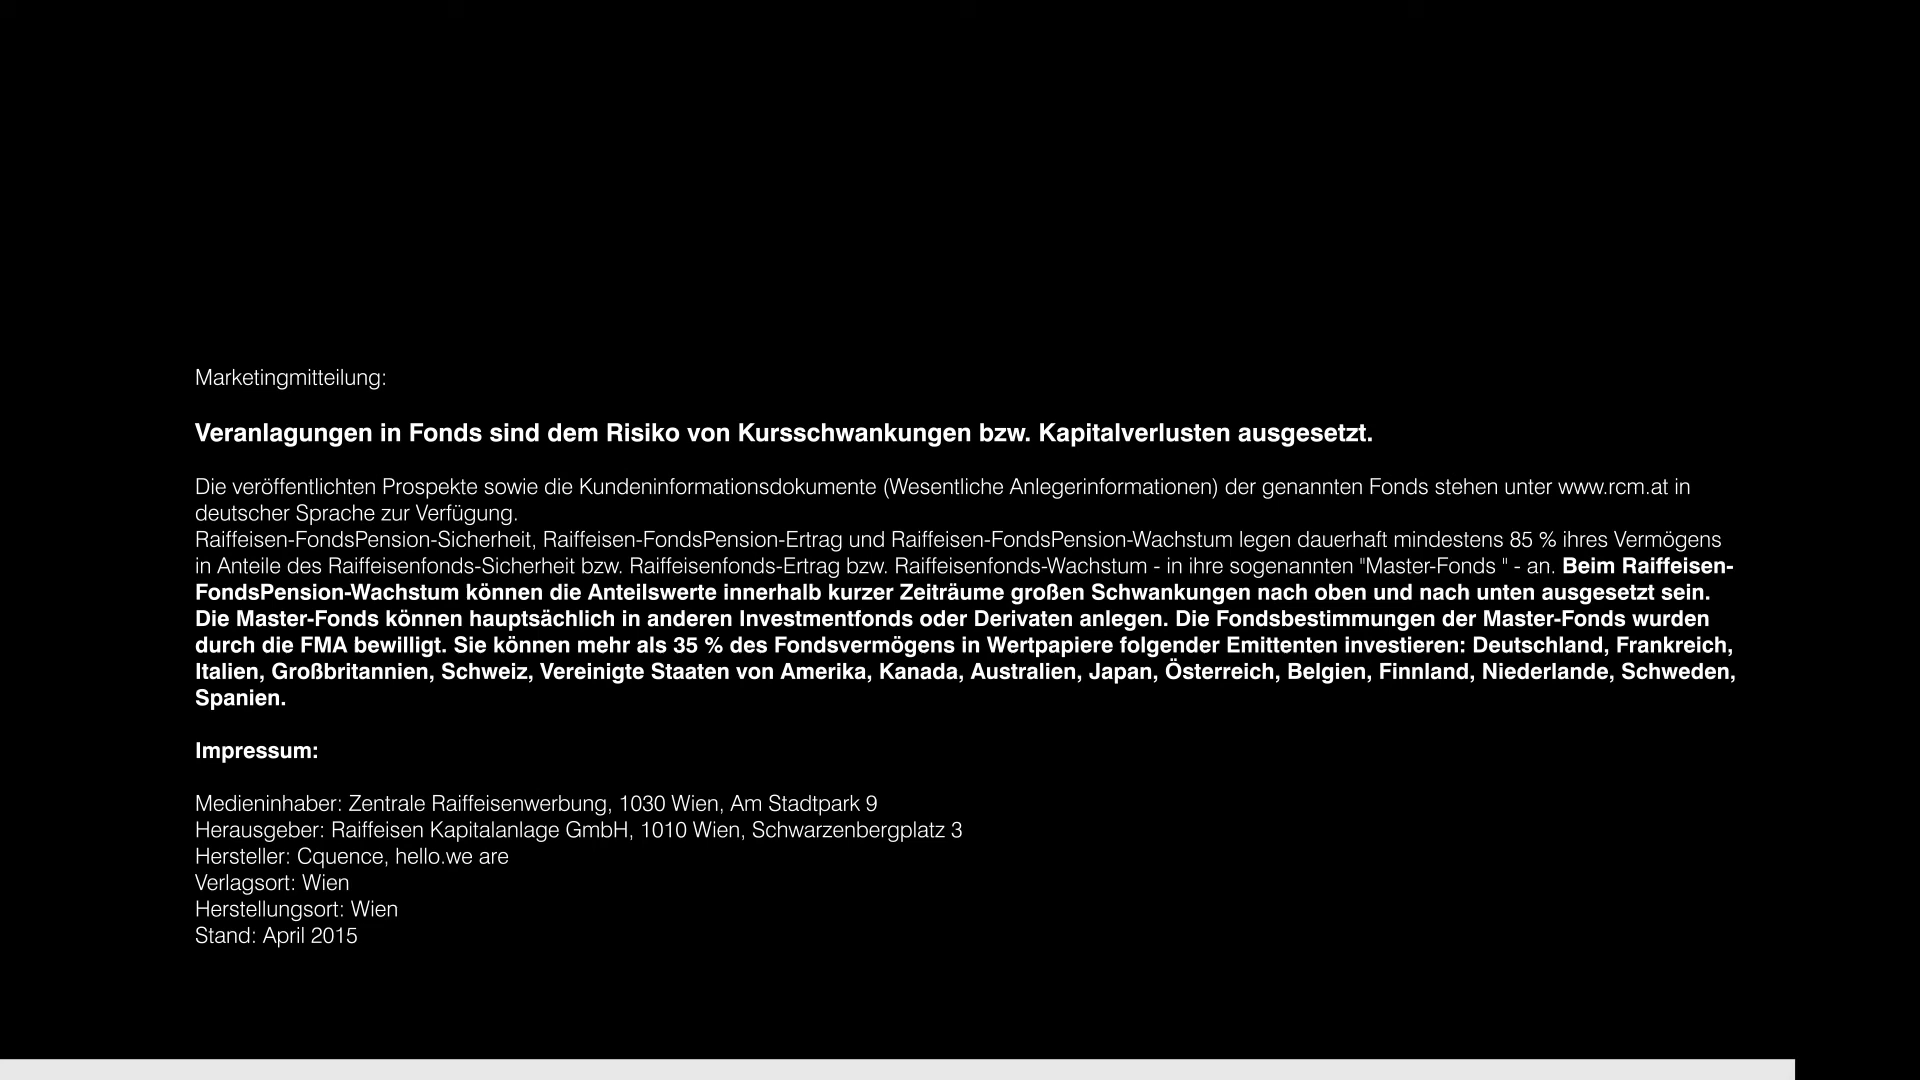 Marketingmitteilung:
Veranlagungen in Fonds sind dem Risiko von Kursschwankungen bzw. Kapitalverlusten ausgesetzt.
Die veröffentlichten Prospekte sowie die Kundeninformationsdokumente (Wesentliche Anlegerinformationen) der genannten Fonds stehen unter www.rcm.at in
deutscher Sprache zur Verfügung.
Raiffeisen-FondsPension-Sicherheit, Raiffeisen-FondsPension-Ertrag und Raiffeisen-FondsPension-Wachstum legen dauerhaft mindestens 85 % ihres Vermögens
in Anteile des Raiffeisenfonds-Sicherheit bzw. Raiffeisenfonds-Ertrag bzw. Raiffeisenfonds-Wachstum - in ihre sogenannten "Master-Fonds " - an. Beim Raiffeisen-
FondsPension-Wachstum können die Anteilswerte innerhalb kurzer Zeiträume großen Schwankungen nach oben und nach unten ausgesetzt sein.
Die Master-Fonds können hauptsächlich in anderen Investmentfonds oder Derivaten anlegen. Die Fondsbestimmungen der Master-Fonds wurden
durch die FMA bewilligt. Sie können mehr als 35 % des Fondsvermögens in Wertpapiere folgender Emittenten investieren: Deutschland, Frankreich,
Italien, Großbritannien, Schweiz, Vereinigte Staaten von Amerika, Kanada, Australien, Japan, Österreich, Belgien, Finnland, Niederlande, Schweden,
Spanien.
Impressum:
Medieninhaber: Zentrale Raiffeisenwerbung, 1030 Wien, Am Stadtpark 9
Herausgeber: Raiffeisen Kapitalanlage GmbH, 1010 Wien, Schwarzenbergplatz 3
Hersteller: Cquence, hello.we are
Verlagsort: Wien
Herstellungsort: Wien
Stand: April 2015